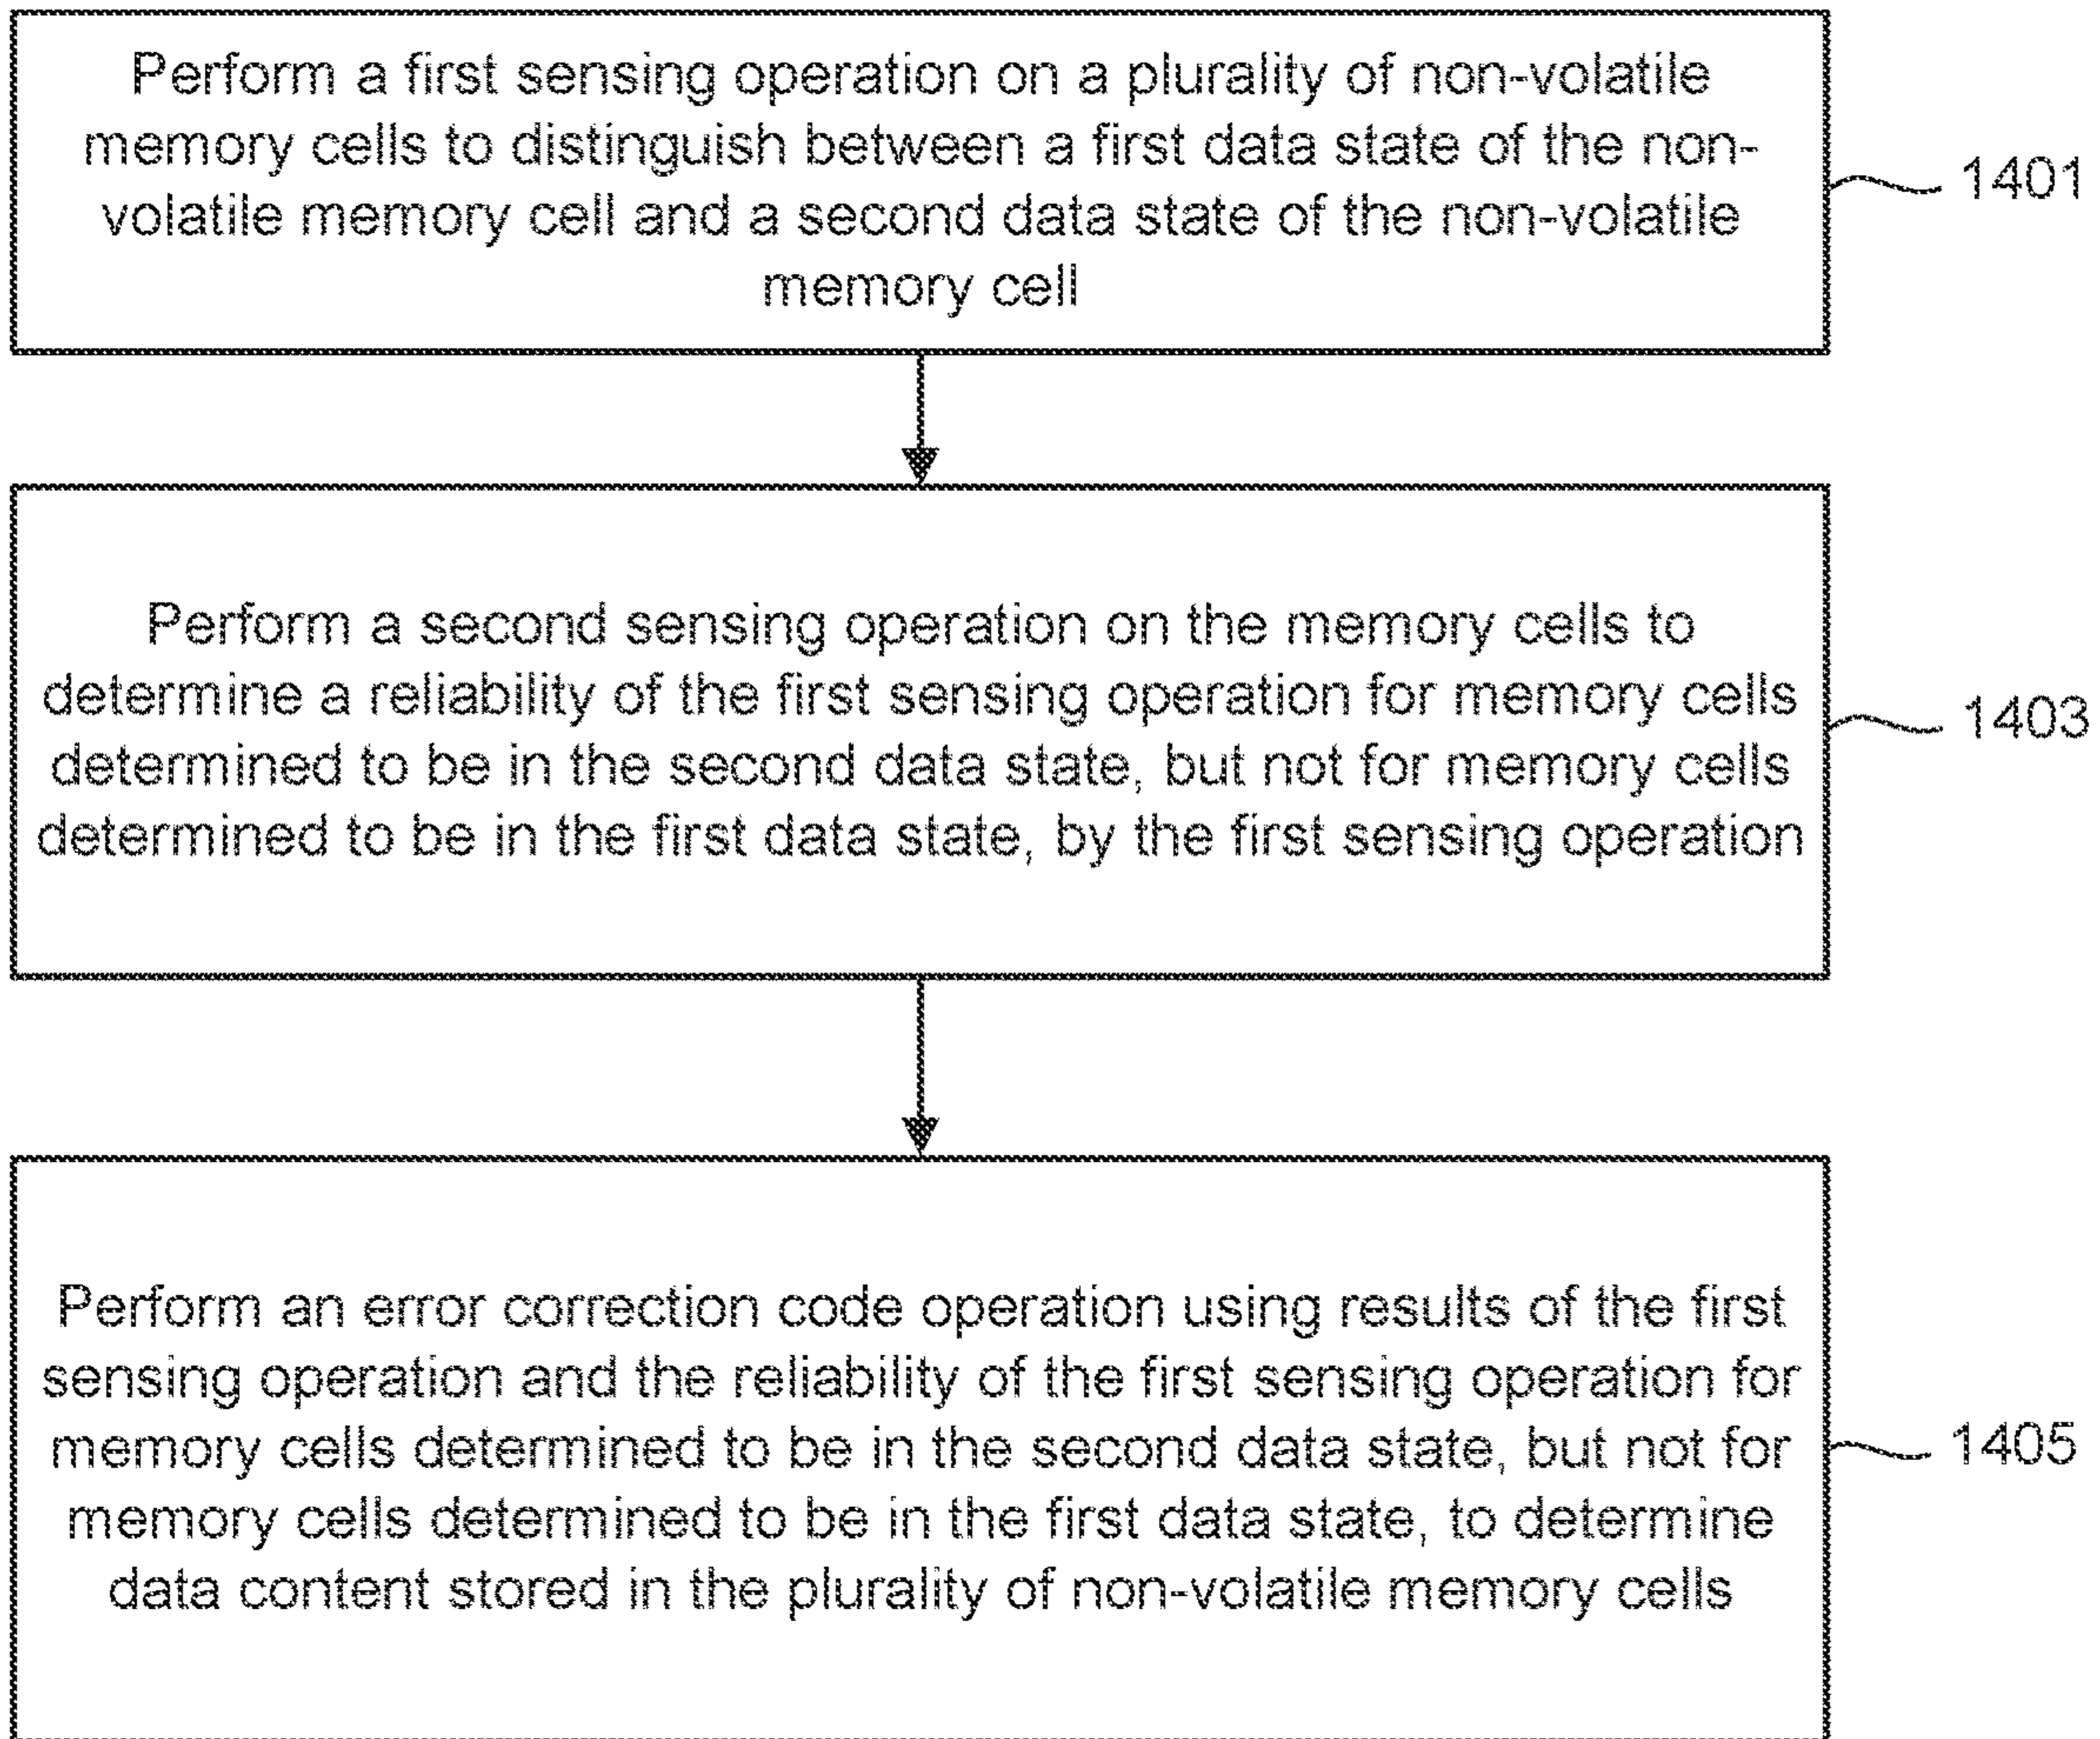 Perform a first sensing operation on a plurality of non-volatile
memory cells to distinguish between a first data state of the non-
volatile memory cell and a second data state of the non-volatile
memory cell
1401
Perform a second sensing operation on the memory cells to
determine a reliability of the first sensing operation for memory cells
determined to be in the second data state, but not for memory cells
determined to be in the first data state, by the first sensing operation
1403
Perform an error correction code operation using results of the first
sensing operation and the reliability of the first sensing operation for
memory cells determined to be in the second data state, but not for
memory cells determined to be in the first data state, to determine
data content stored in the plurality of non-volatile memory cells
1405